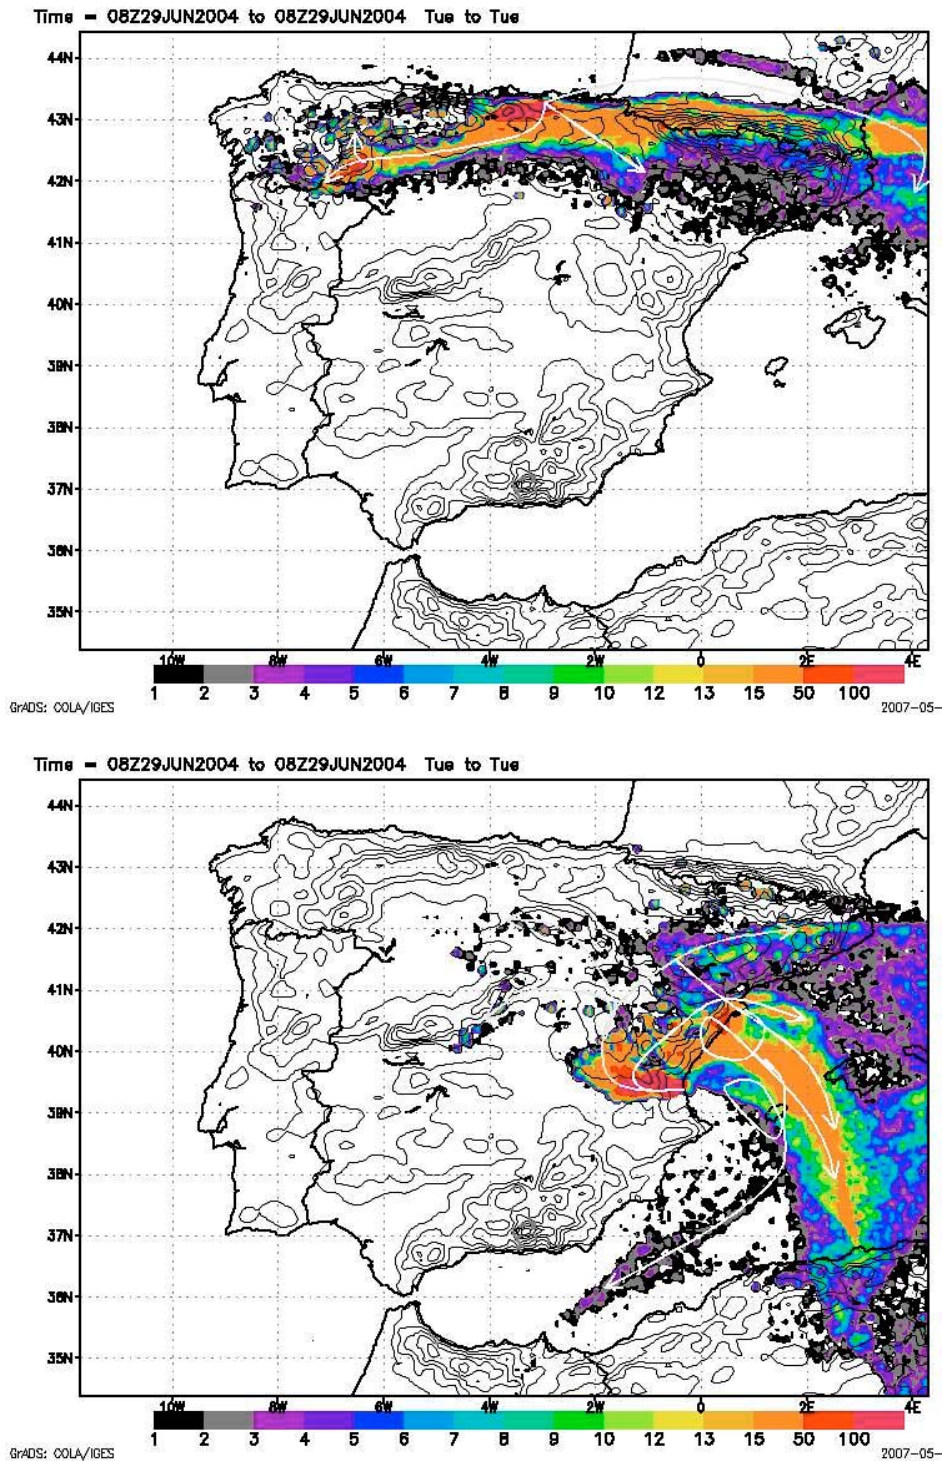 Time = 08Z29JUN2004 to 08Z29JUN2004 Tue to Tue
44N
43N
42N
41N
40N
39N
38N
37N
36N
35N
10W 8W 6W 4W 2W 0 2E 4E
1 2 3 4 5 6 7 8 9 10 12 13 15 50 100
GrADS: COLA/IGES 2007-05-
Time = 08Z29JUN2004 to 08Z29JUN2004 Tue to Tue
44N
43N
42N
41N
40N
39N
38N
37N
36N
35N
10W 8W 6W 4W 2W 0 2E 4E
1 2 3 4 5 6 7 8 9 10 12 13 15 50 100
GrADS: COLA/IGES 2007-05-